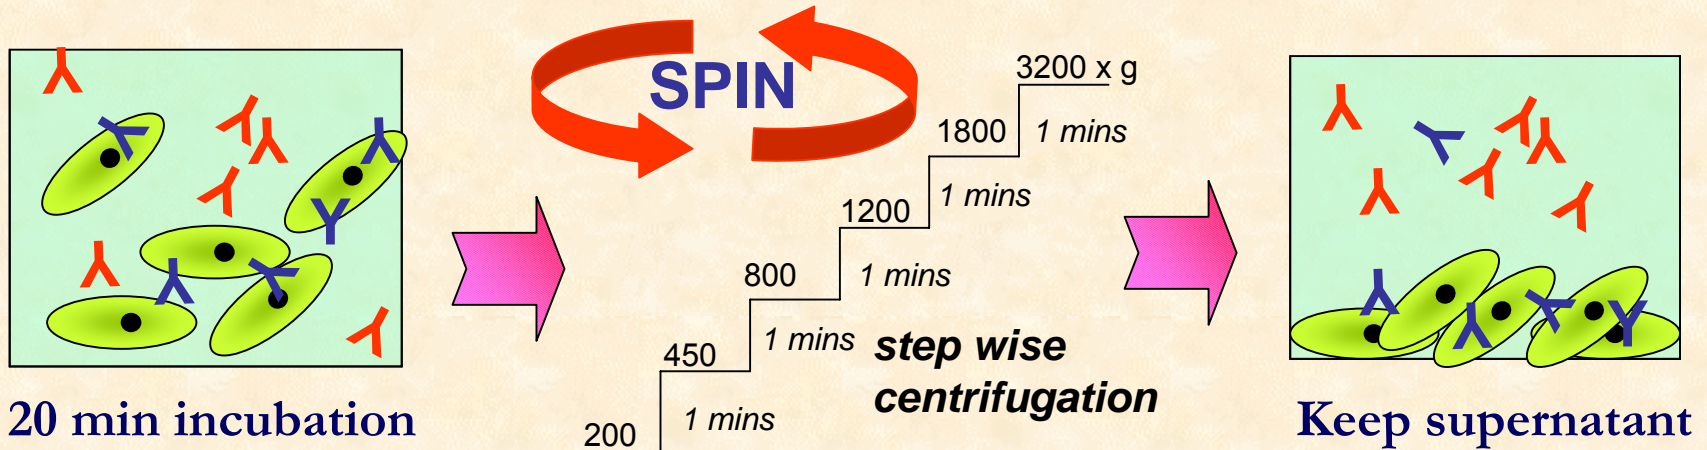 SPIN
3200 x g
1 mins
1800
1 mins
1200
1 mins
800
1 mins
450
1 mins
200
step wise
centrifugation
20 min incubation
Keep supernatant